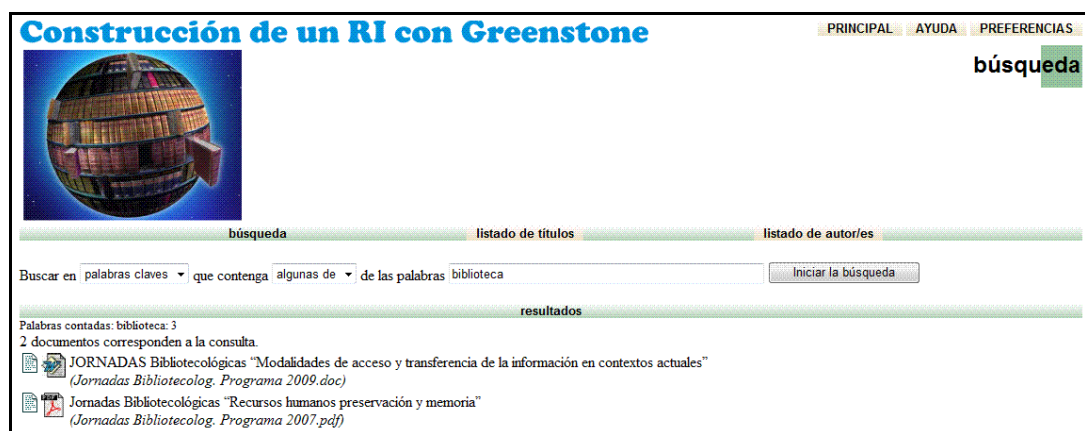 Construcción de un RI con Greenstone
PRINCIPAL AYUDA PREFERENCIAS
búsqueda
búsqueda listado de títulos listado de autor/es
Buscar en palabras claves que contenga algunas de de las palabras biblioteca Iniciar la búsqueda
resultados
Palabras contadas: biblioteca: 3
2 documentos corresponden a la consulta.
JORNADAS Bibliotecológicas “Modalidades de acceso y transferencia de la información en contextos actuales”
(Jornadas Bibliotecolog. Programa 2009.doc)
PDF Jornadas Bibliotecológicas “Recursos humanos preservación y memoria”
(Jornadas Bibliotecolog. Programa 2007.pdf)